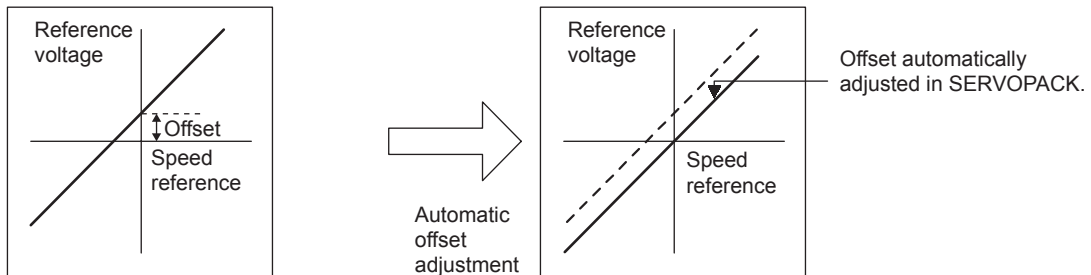 Reference
voltage
Offset
Speed
reference
Automatic
offset
adjustment
Reference
voltage
Speed
reference
Offset automatically
adjusted in SERVOPACK.